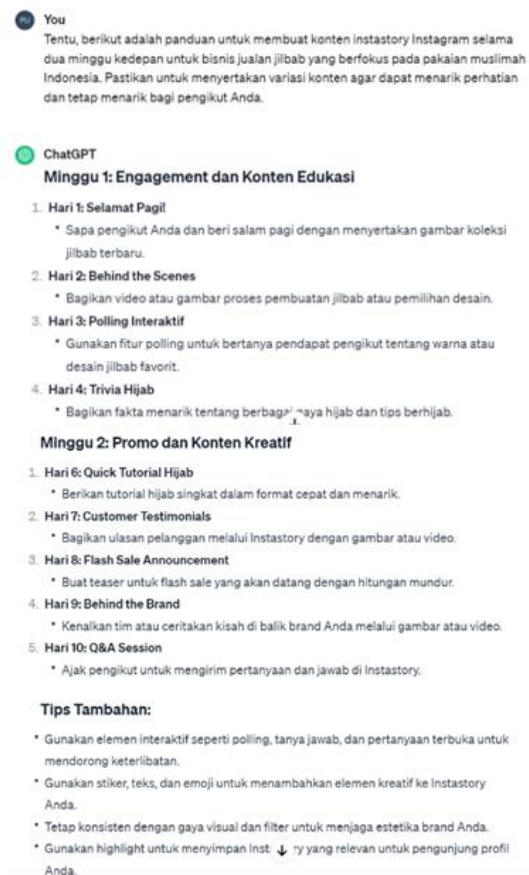 You
Tentu, berikut adalah panduan untuk membuat konten instastory Instagram selama
dua minggu kedepan untuk bisnis jualan jilbab yang berfokus pada pakaian muslimah
Indonesia. Pastikan untuk menyertakan variasi konten agar dapat menarik perhatian
dan tetap menarik bagi pengikut Anda.
ChatGPT
Minggu 1: Engagement dan Konten Edukasi
1. Hari 1: Selamat Pagi!
• Sapa pengikut Anda dan beri salam pagi dengan menyertakan gambar koleksi
jilbab terbaru.
2. Hari 2: Behind the Scenes
• Bagikan video atau gambar proses pembuatan jilbab atau pemilihan desain.
3. Hari 3: Polling Interaktif
• Gunakan fitur polling untuk bertanya pendapat pengikut tentang warna atau
desain jilbab favorit.
4. Hari 4: Trivia Hijab
• Bagikan fakta menarik tentang berbagai gaya hijab dan tips berhijab.
Minggu 2: Promo dan Konten Kreatif
1. Hari 6: Quick Tutorial Hijab
• Berikan tutorial hijab singkat dalam format cepat dan menarik.
2. Hari 7: Customer Testimonials
• Bagikan ulasan pelanggan melalui Instastory dengan gambar atau video.
3. Hari 8: Flash Sale Announcement
• Buat teaser untuk flash sale yang akan datang dengan hitungan mundur.
4. Hari 9: Behind the Brand
• Kenalkan tim atau ceritakan kisah di balik brand Anda melalui gambar atau video.
5. Hari 10: Q&A Session
• Ajak pengikut untuk mengirim pertanyaan dan jawab di Instastory.
Tips Tambahan:
• Gunakan elemen interaktif seperti polling, tanya jawab, dan pertanyaan terbuka untuk
mendorong keterlibatan.
• Gunakan stiker, teks, dan emoji untuk menambahkan elemen kreatif ke Instastory
Anda.
• Tetap konsisten dengan gaya visual dan filter untuk menjaga estetika brand Anda.
• Gunakan highlight untuk menyimpan yang relevan untuk pengunjung profil
Anda.